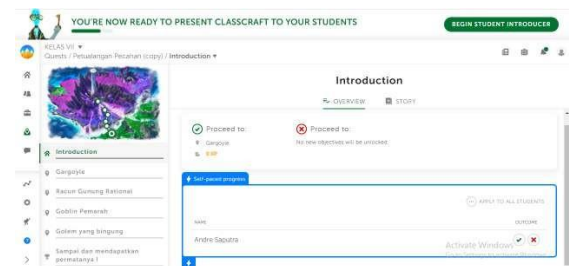 YOU'RE NOW READY TO PRESENT CLASSCRAFT TO YOUR STUDENTS
BEGIN STUDENT INTRODUCER
KELAS VII
Quests / Petualangan Pecahan (copy) / Introduction
Introduction
OVERVIEW
STORY
Proceed to:
Gargoyle
Proceed to:
No new objectives will be unlocked
Introduction
Gargoyle
Racun Gunung Rational
Goblin Pemarah
Golem yang bingung
Sampai dan mendapatkan
permatanya !
Self-paced progress
APPLY TO ALL STUDENTS
NAME
OUTCOME
Andre Saputra
Activate Windows